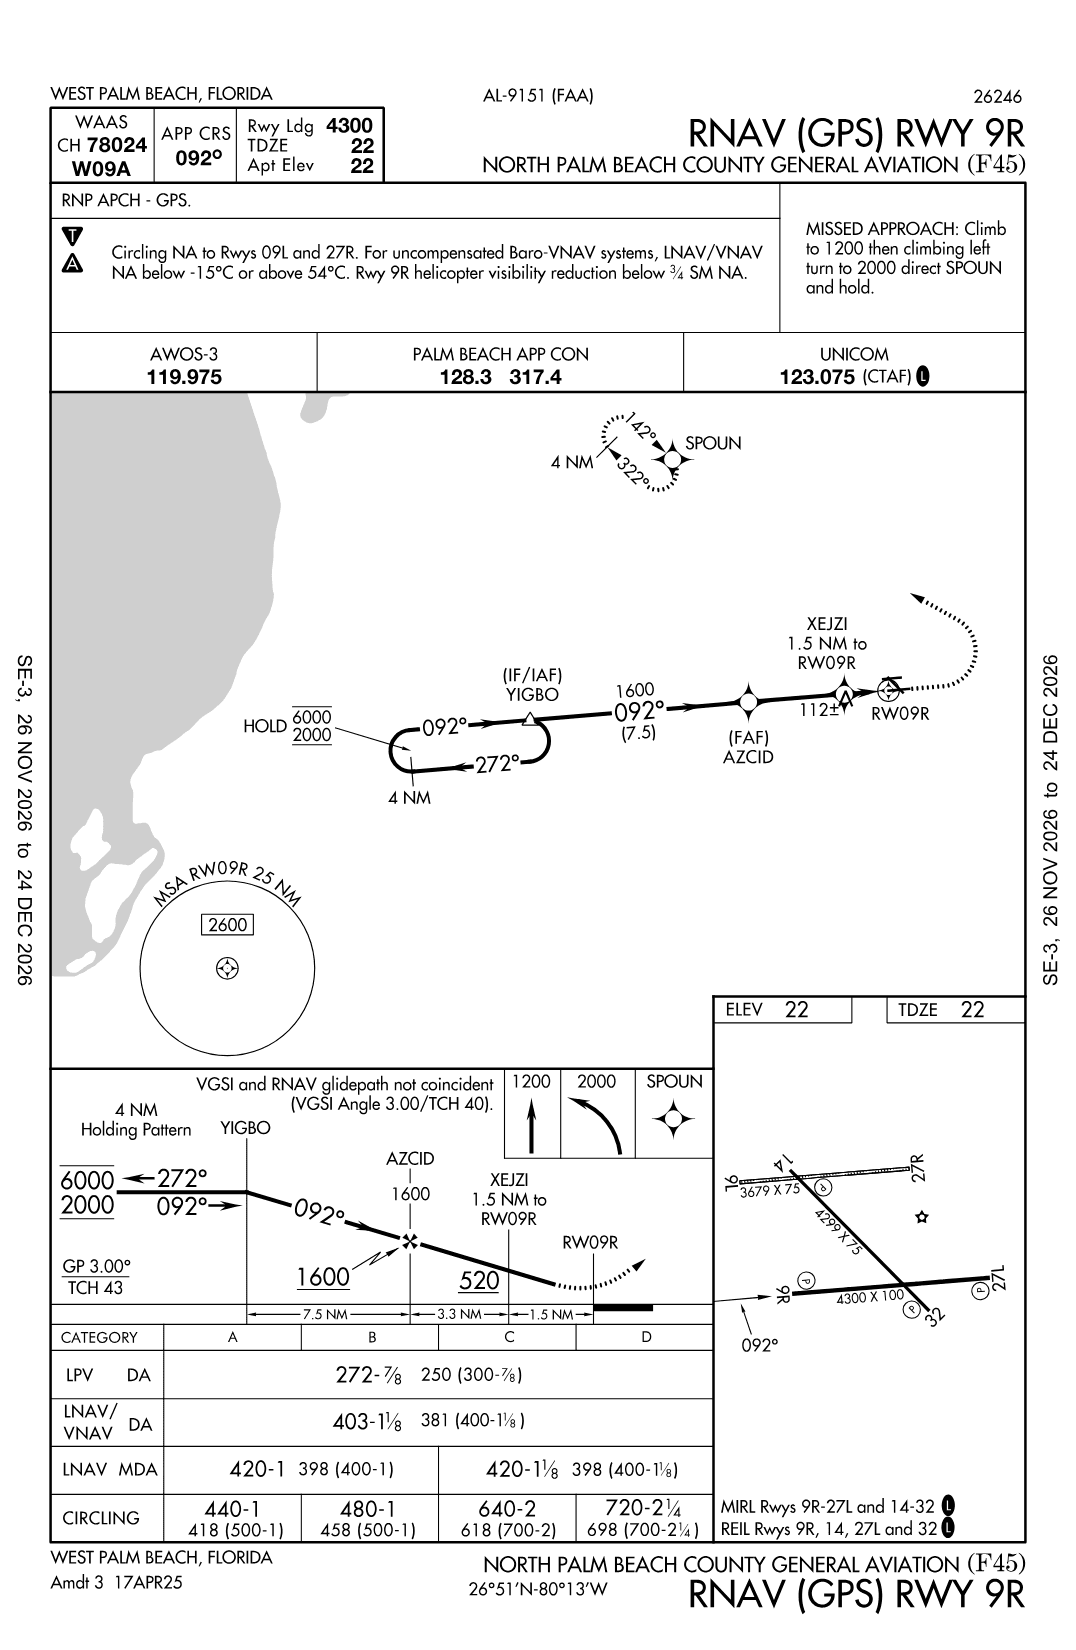 WEST PALM BEACH, FLORIDA
AL-9151 (FAA)
26246
WAAS
CH 78024
W09A
APP CRS
092°
Rwy Ldg 4300
TDZE 22
Apt Elev 22
RNAV (GPS) RWY 9R
NORTH PALM BEACH COUNTY GENERAL AVIATION (F45)
RNP APCH - GPS.
T
A
Circling NA to Rwys 09L and 27R. For uncompensated Baro-VNAV systems, LNAV/VNAV
NA below -15°C or above 54°C. Rwy 9R helicopter visibility reduction below ¾ SM NA.
MISSED APPROACH: Climb
to 1200 then climbing left
turn to 2000 direct SPOUN
and hold.
AWOS-3
119.975
PALM BEACH APP CON
128.3 317.4
UNICOM
123.075 (CTAF) L
142°
SPOUN
4 NM
322°
XEJZI
1.5 NM to
RW09R
(IF/IAF)
YIGBO
1600
092°
(7.5)
HOLD 6000
2000
092°
272°
4 NM
112±
RW09R
(FAF)
AZCID
MSA RW09R 25 NM
2600
SE-3, 26 NOV 2026 to 24 DEC 2026
SE-3, 26 NOV 2026 to 24 DEC 2026
ELEV 22
TDZE 22
VGSI and RNAV glidepath not coincident
(VGSI Angle 3.00/TCH 40).
1200
2000
SPOUN
4 NM
Holding Pattern
YIGBO
6000
2000
272°
092°
092°
AZCID
1600
XEJZI
1.5 NM to
RW09R
RW09R
GP 3.00°
TCH 43
1600
520
7.5 NM
3.3 NM
1.5 NM
9L
14
27R
3679 X 75
P
4299 X 75
9R
P
4300 X 100
P
P
27L
32
092°
CATEGORY A B C D
LPV DA 272-⅞ 250 (300-⅞)
LNAV/
VNAV DA 403-1⅛ 381 (400-1⅛)
LNAV MDA 420-1 398 (400-1) 420-1⅛ 398 (400-1⅛)
CIRCLING 440-1 480-1 640-2 720-2¼
418 (500-1) 458 (500-1) 618 (700-2) 698 (700-2¼)
MIRL Rwys 9R-27L and 14-32 L
REIL Rwys 9R, 14, 27L and 32 L
WEST PALM BEACH, FLORIDA
Amdt 3 17APR25
26°51'N-80°13'W
NORTH PALM BEACH COUNTY GENERAL AVIATION (F45)
RNAV (GPS) RWY 9R